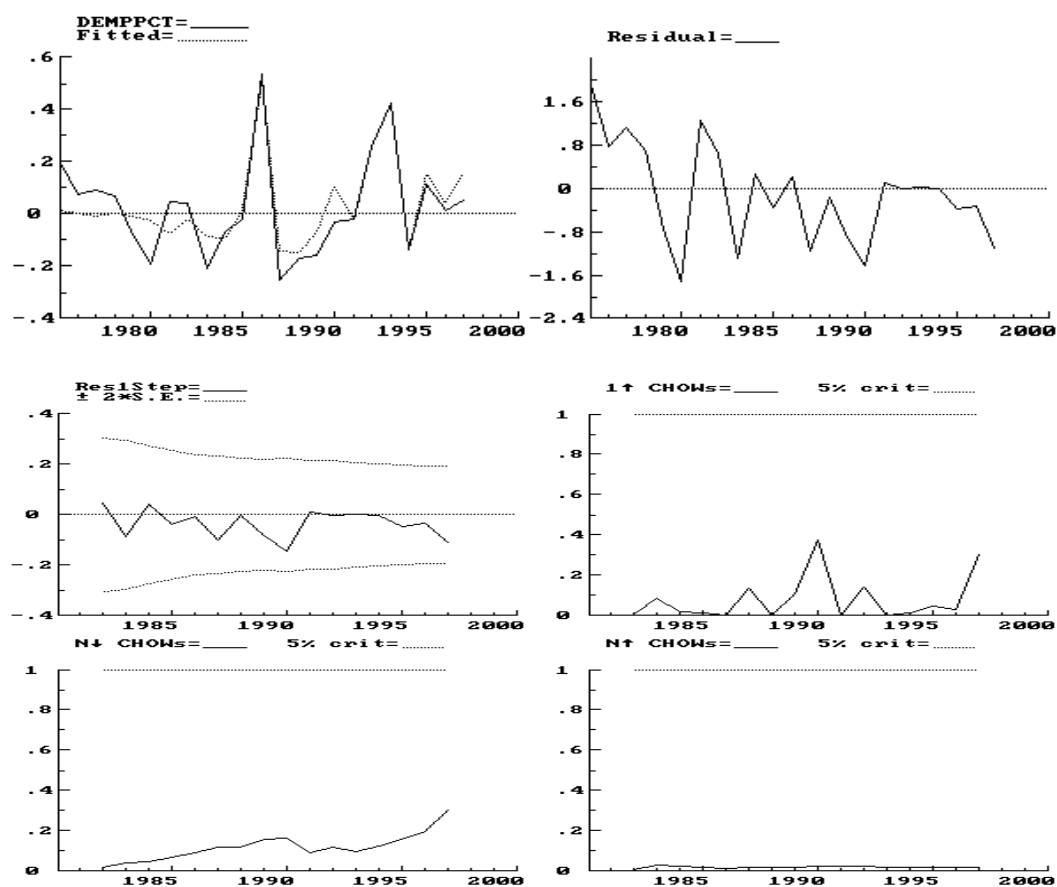 DEMPPCT=
Fitted=
.6
.4
.2
0
-.2
-.4
1980 1985 1990 1995 2000
Residual=
1.6
.8
0
-.8
-1.6
-2.4
1980 1985 1990 1995 2000
Res1Step=
± 2*S.E.=
.4
.2
0
-.2
-.4
1985 1990 1995 2000
1↑ CHOWs= 5% crit=
1
.8
.6
.4
.2
0
1985 1990 1995 2000
N↓ CHOWs= 5% crit=
1
.8
.6
.4
.2
0
1985 1990 1995 2000
N↑ CHOWs= 5% crit=
1
.8
.6
.4
.2
0
1985 1990 1995 2000